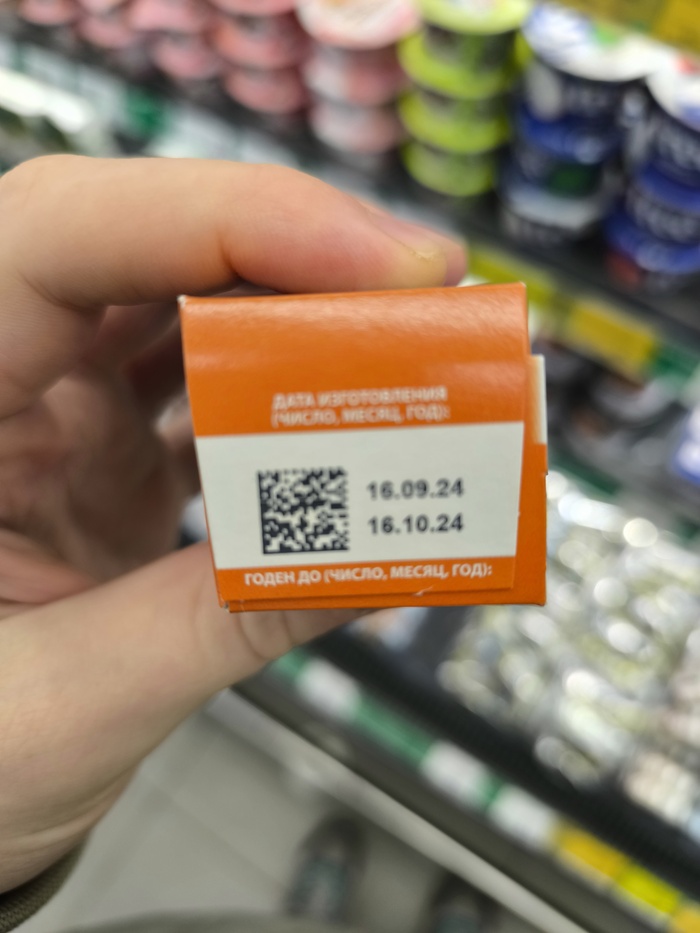 ДАТА ИЗГОТОВЛЕНИЯ
(ЧИСЛО, МЕСЯЦ, ГОД):
16.09.24
16.10.24
ГОДЕН ДО (ЧИСЛО, МЕСЯЦ, ГОД):